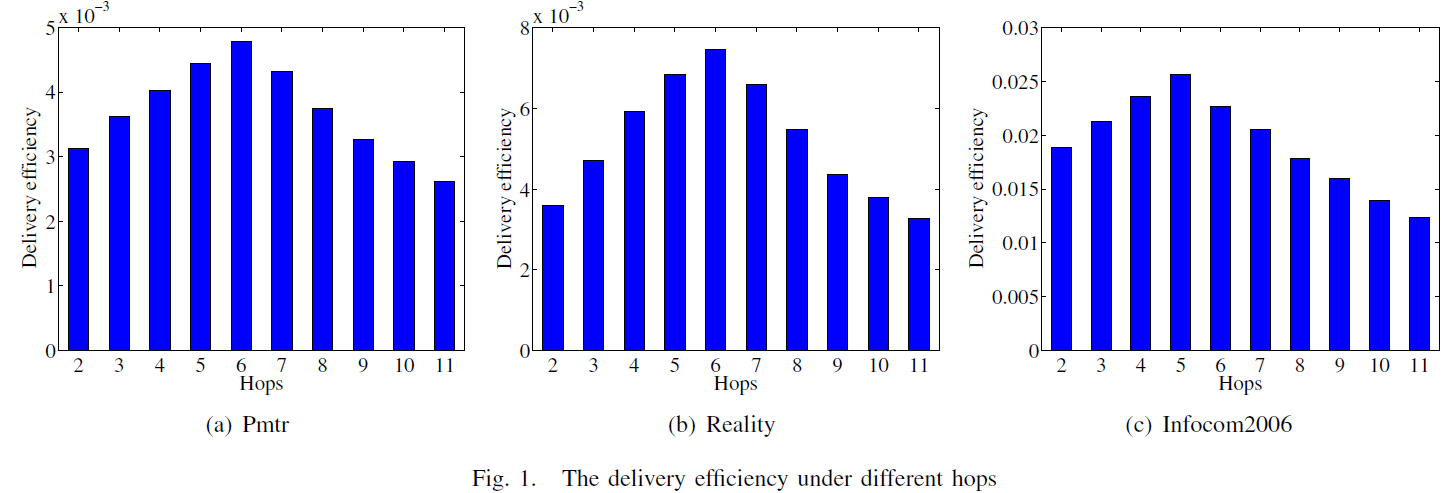 x 10⁻³
5
4
3
2
1
0
Delivery efficiency
2 3 4 5 6 7 8 9 10 11
Hops
(a) Pmtr
x 10⁻³
8
6
4
2
0
Delivery efficiency
2 3 4 5 6 7 8 9 10 11
Hops
(b) Reality
0.03
0.025
0.02
0.015
0.01
0.005
0
Delivery efficiency
2 3 4 5 6 7 8 9 10 11
Hops
(c) Infocom2006
Fig. 1. The delivery efficiency under different hops